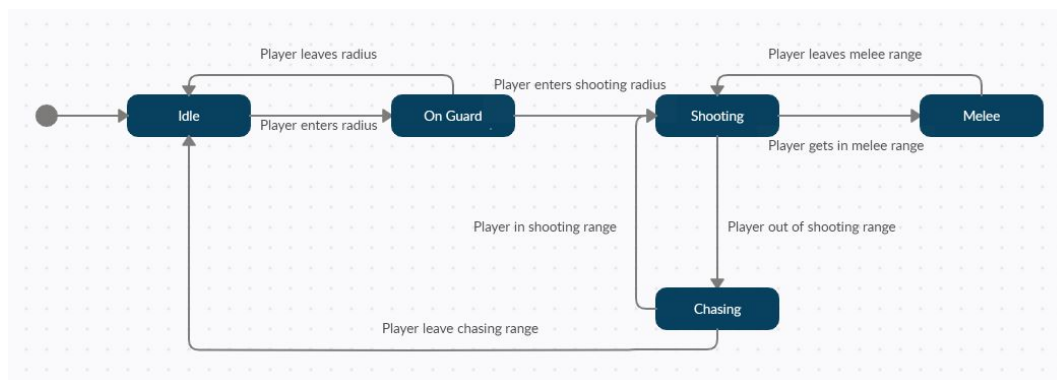 Player leaves radius
Player leaves melee range
Player enters shooting radius
Idle
On Guard
Shooting
Melee
Player enters radius
Player gets in melee range
Player in shooting range
Player out of shooting range
Chasing
Player leave chasing range